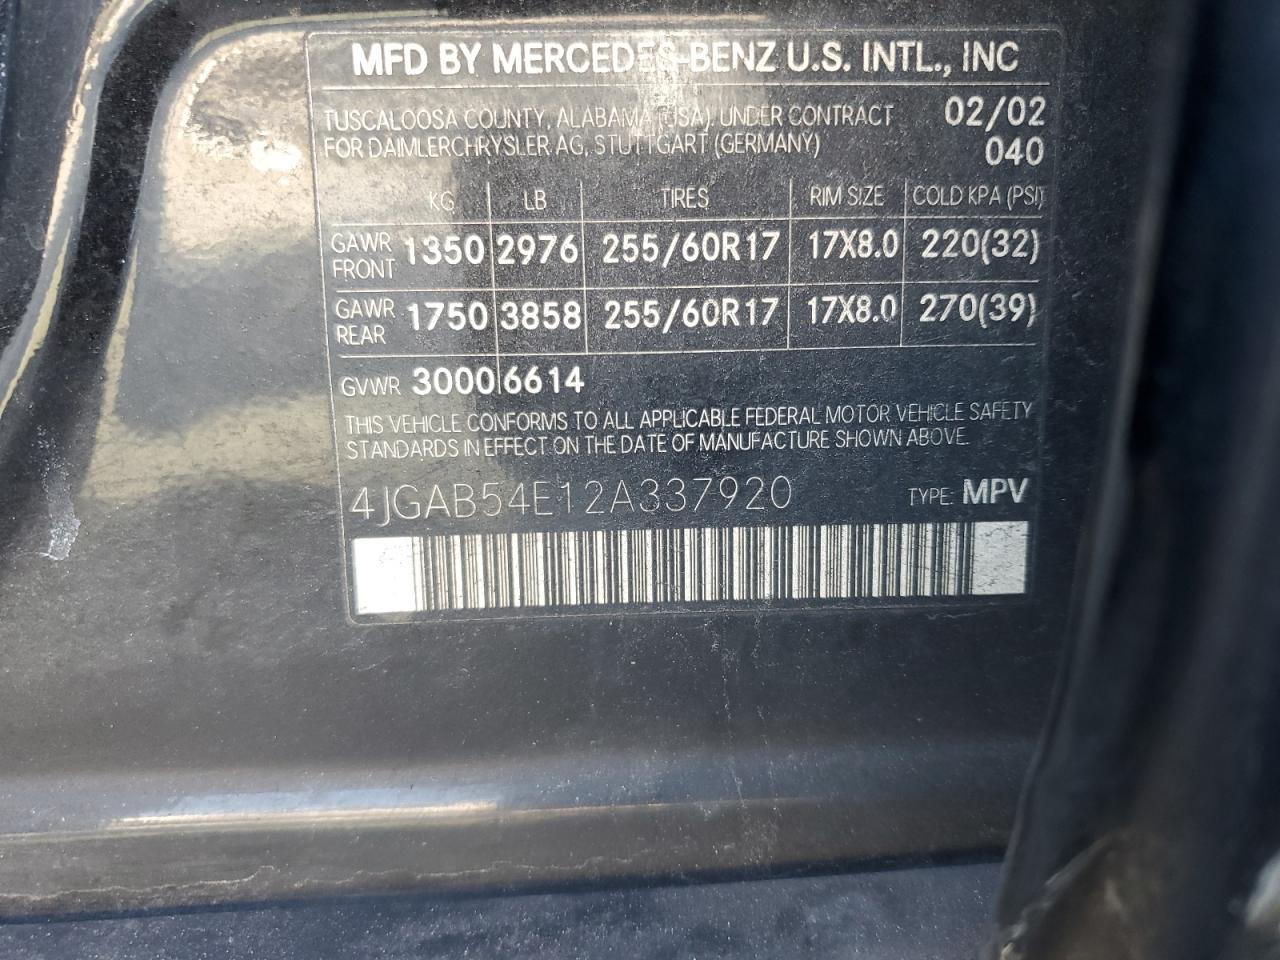 MFD BY MERCEDES-BENZ U.S. INTL., INC
TUSCALOOSA COUNTY, ALABAMA (USA), UNDER CONTRACT 02/02
FOR DAIMLERCHRYSLER AG, STUTTGART (GERMANY) 040
KG LB TIRES RIM SIZE COLD KPA (PSI)
GAWR FRONT 1350 2976 255/60R17 17X8.0 220(32)
GAWR REAR 1750 3858 255/60R17 17X8.0 270(39)
GVWR 3000 6614
THIS VEHICLE CONFORMS TO ALL APPLICABLE FEDERAL MOTOR VEHICLE SAFETY
STANDARDS IN EFFECT ON THE DATE OF MANUFACTURE SHOWN ABOVE.
4JGAB54E12A337920 TYPE: MPV